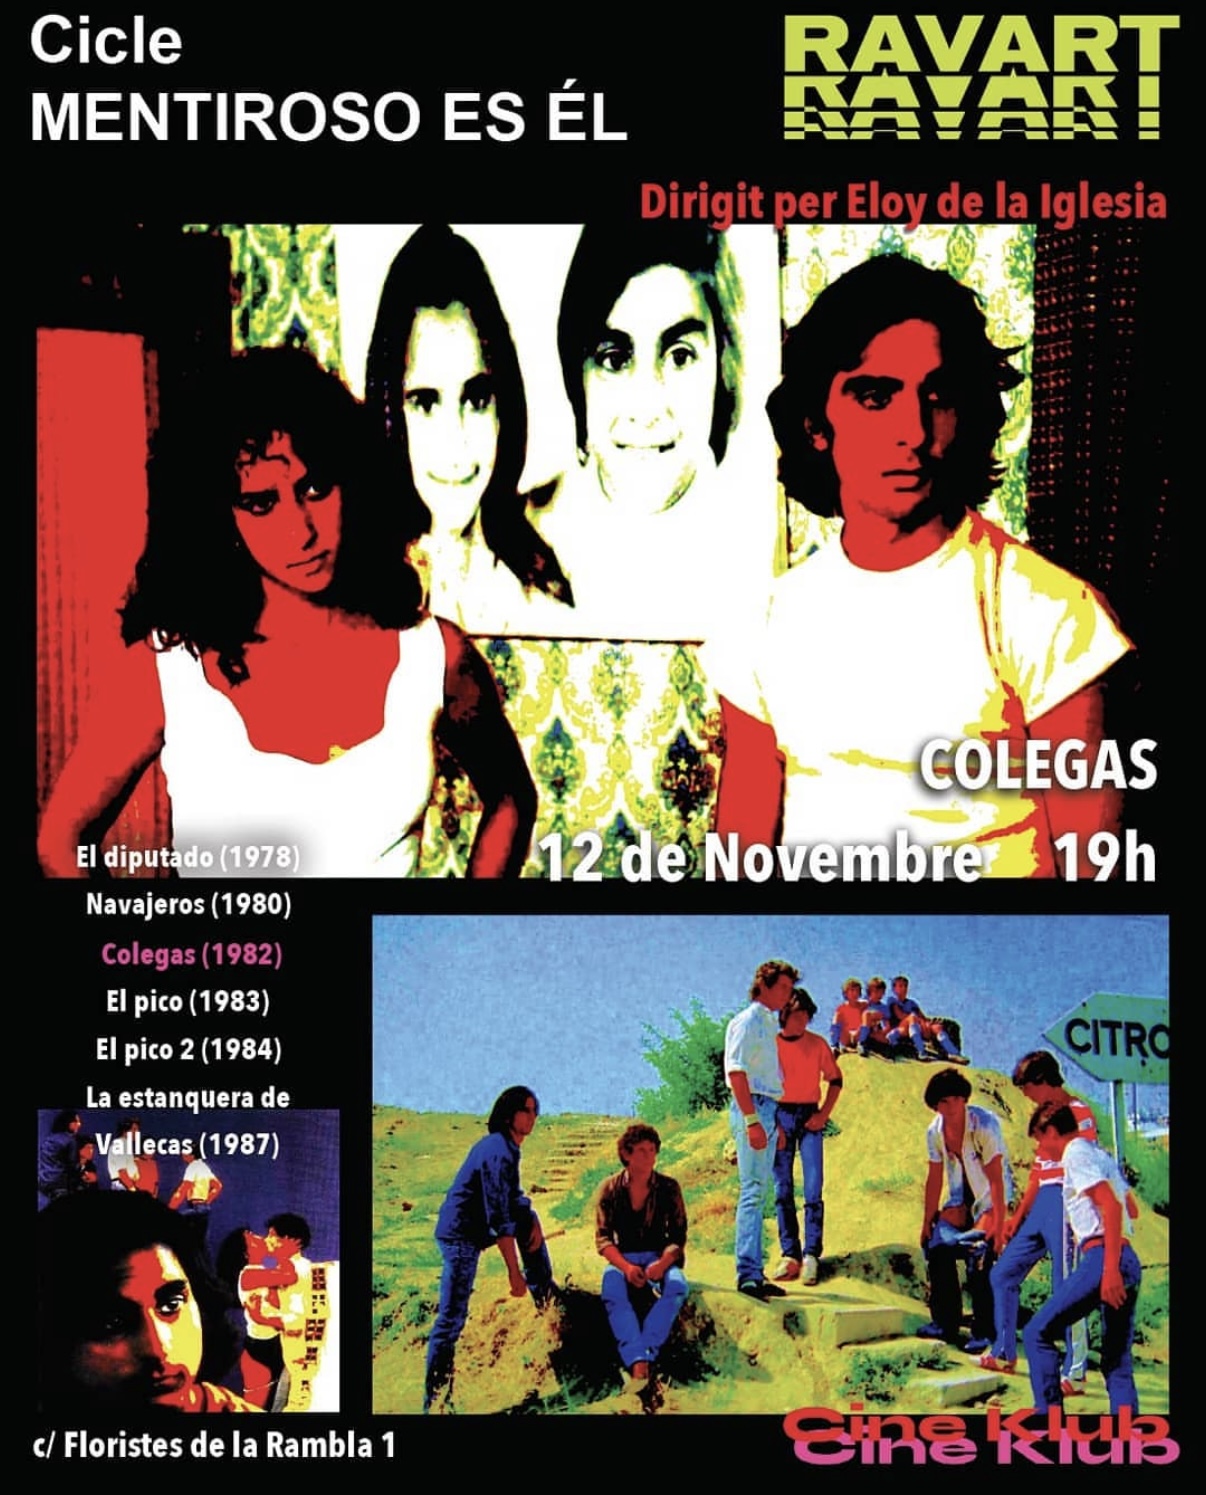 Cicle
MENTIROSO ES ÉL
RAVART
RAVART
RAVART
Dirigit per Eloy de la Iglesia
COLEGAS
12 de Novembre 19h
El diputado (1978)
Navajeros (1980)
Colegas (1982)
El pico (1983)
El pico 2 (1984)
La estanquera de
Vallecas (1987)
CITRO
c/ Floristes de la Rambla 1
Cine Klub
Cine Klub